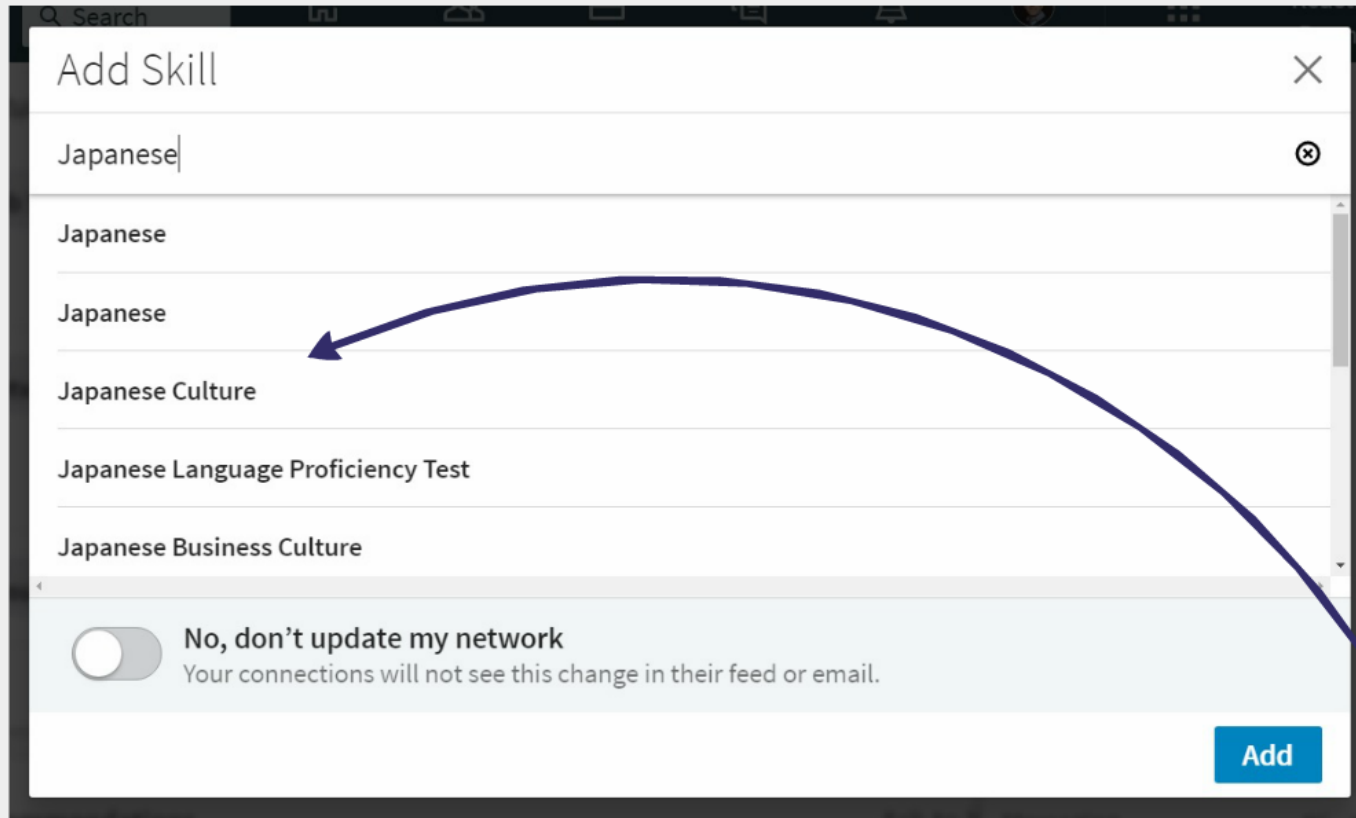 Search
Add Skill
Japanese
Japanese
Japanese
Japanese Culture
Japanese Language Proficiency Test
Japanese Business Culture
No, don’t update my network
Your connections will not see this change in their feed or email.
Add